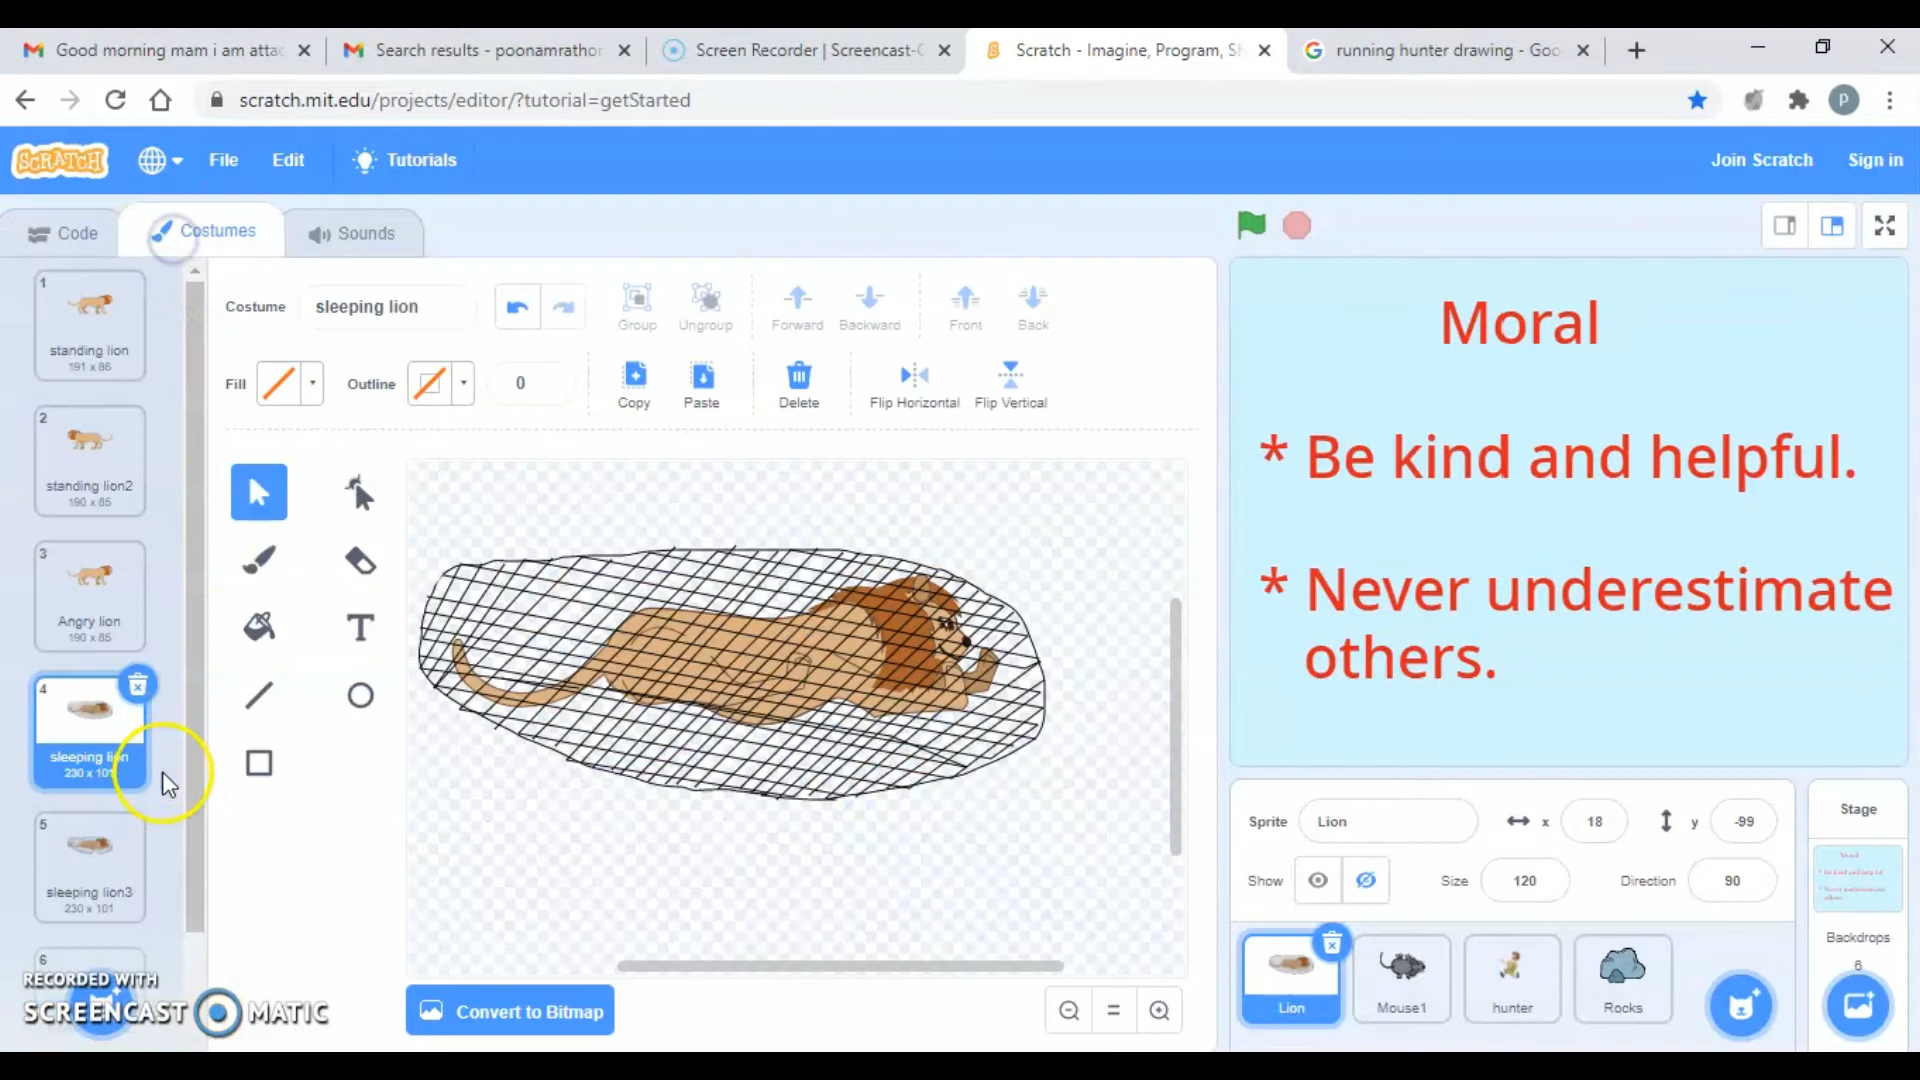 Good morning mam i am atta
Search results - poonamrathor
Screen Recorder | Screencast-O
Scratch - Imagine, Program, Sh
running hunter drawing - Goo
scratch.mit.edu/projects/editor/?tutorial=getStarted
P
SCRATCH
File
Edit
Tutorials
Join Scratch
Sign in
Code
Costumes
Sounds
1
standing lion
191 x 86
2
standing lion2
190 x 85
3
Angry lion
190 x 85
4
sleeping lion
230 x 101
5
sleeping lion3
230 x 101
6
Costume
sleeping lion
Group
Ungroup
Forward
Backward
Front
Back
Fill
Outline
0
Copy
Paste
Delete
Flip Horizontal
Flip Vertical
T
Convert to Bitmap
Moral
* Be kind and helpful.
* Never underestimate
others.
Sprite
Lion
x
18
y
-99
Show
Size
120
Direction
90
Lion
Mouse1
hunter
Rocks
Stage
Backdrops
6
RECORDED WITH
SCREENCAST MATIC